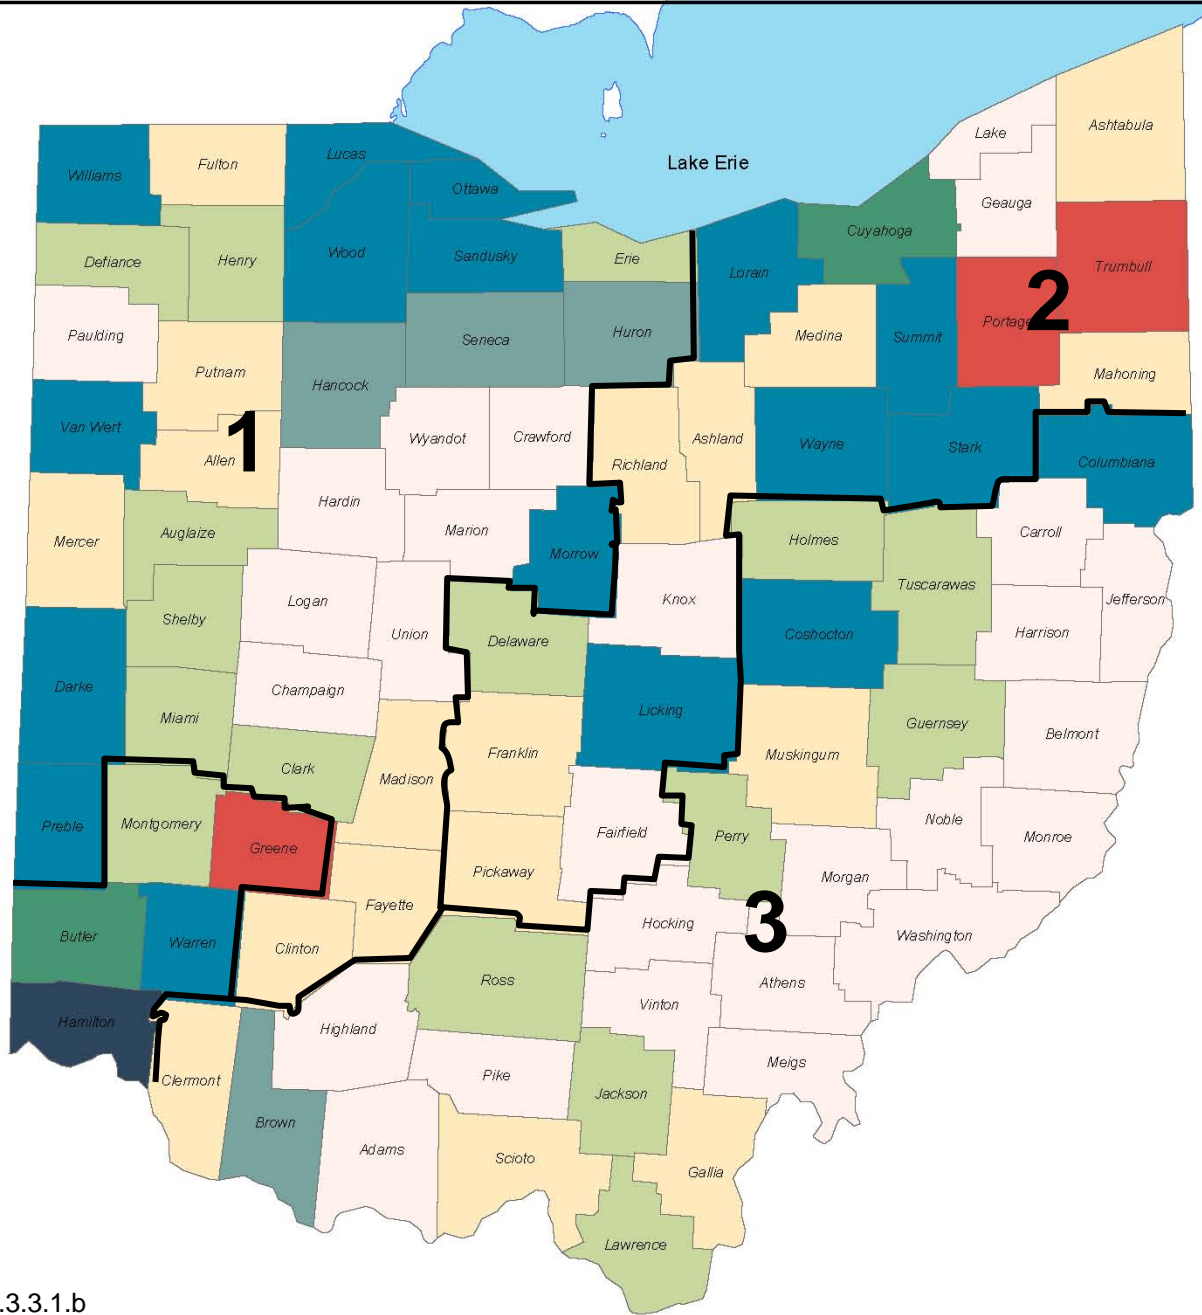 Lake Erie
Lake
Ashtabula
Geauga
Cuyahoga
Trumbull
Williams
Fulton
Lucas
Ottawa
Wood
Sandusky
Erie
Lorain
Defiance
Henry
Paulding
Seneca
Huron
Medina
Summit
Portage
2
Mahoning
Putnam
Hancock
Van Wert
1
Allen
Wyandot
Crawford
Richland
Ashland
Wayne
Stark
Columbiana
Hardin
Mercer
Auglaize
Marion
Morrow
Holmes
Carroll
Tuscarawas
Jefferson
Logan
Shelby
Union
Knox
Delaware
Coshocton
Harrison
Darke
Champaign
Miami
Licking
Guernsey
Belmont
Franklin
Muskingum
Clark
Madison
Preble
Montgomery
Greene
Fairfield
Perry
Noble
Monroe
Pickaway
Morgan
Fayette
Hocking
3
Washington
Butler
Warren
Clinton
Ross
Athens
Vinton
Hamilton
Highland
Meigs
Clermont
Pike
Jackson
Brown
Adams
Scioto
Gallia
Lawrence
.3.3.1.b